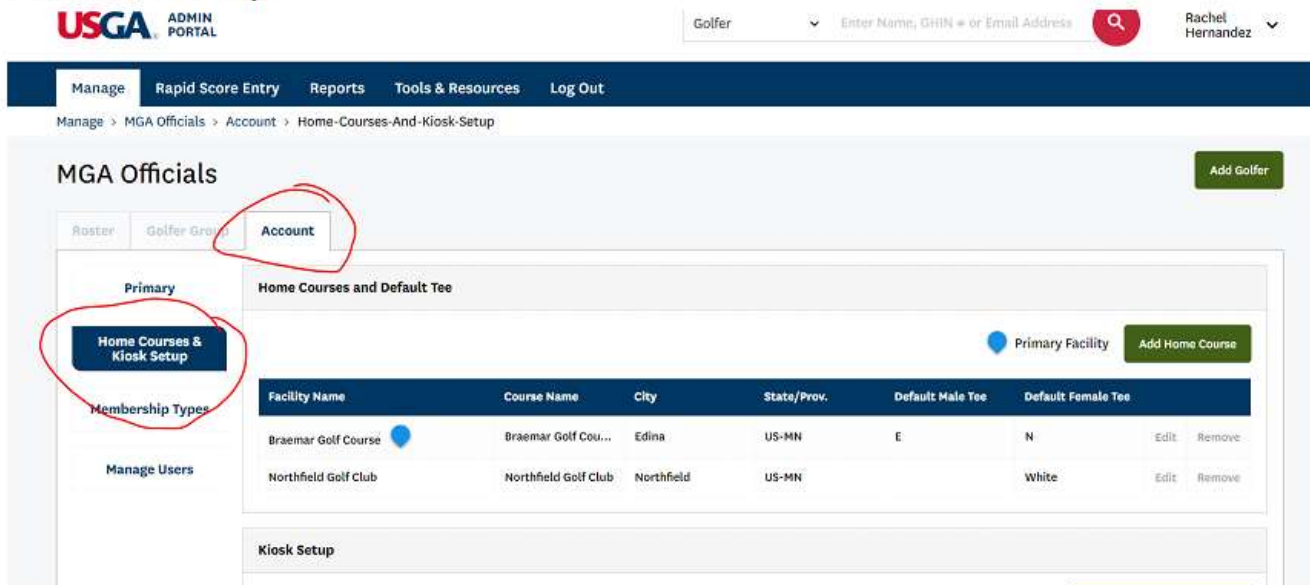 USGA. ADMIN PORTAL
Golfer
Enter Name, GHIN # or Email Address
Rachel Hernandez
Manage Rapid Score Entry Reports Tools & Resources Log Out
Manage > MGA Officials > Account > Home-Courses-And-Kiosk-Setup
MGA Officials
Add Golfer
Roster Golfer Group Account
Primary
Home Courses & Kiosk Setup
Membership Types
Manage Users
Home Courses and Default Tee
Primary Facility Add Home Course
Facility Name Course Name City State/Prov. Default Male Tee Default Female Tee
Braemar Golf Course Braemar Golf Cou... Edina US-MN E N Edit Remove
Northfield Golf Club Northfield Golf Club Northfield US-MN White Edit Remove
Kiosk Setup